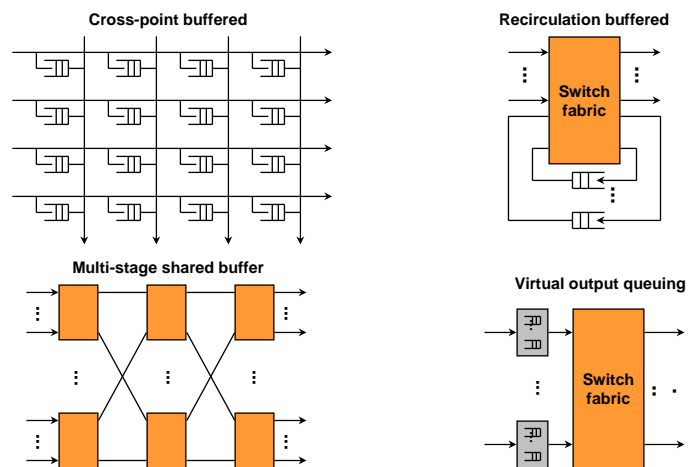 Cross-point buffered
Recirculation buffered
Switch
fabric
Multi-stage shared buffer
Virtual output queuing
Switch
fabric